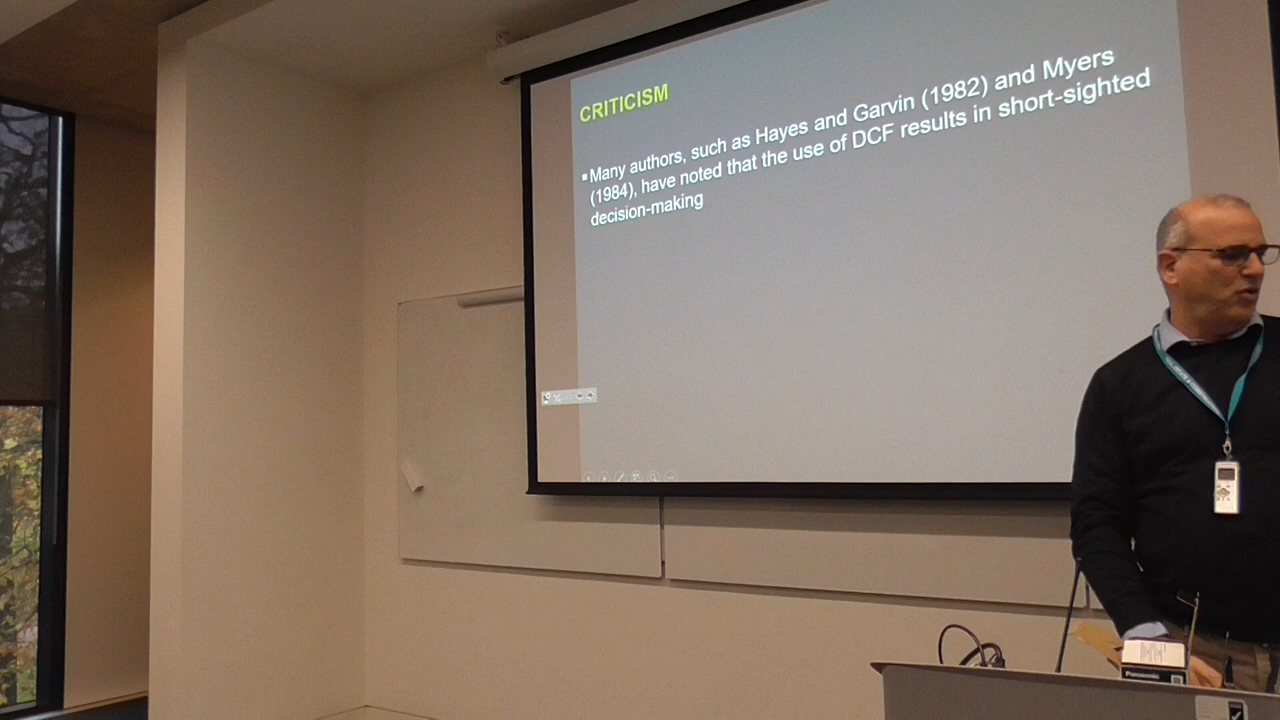 CRITICISM
▪ Many authors, such as Hayes and Garvin (1982) and Myers
(1984), have noted that the use of DCF results in short-sighted
decision-making
Panasonic